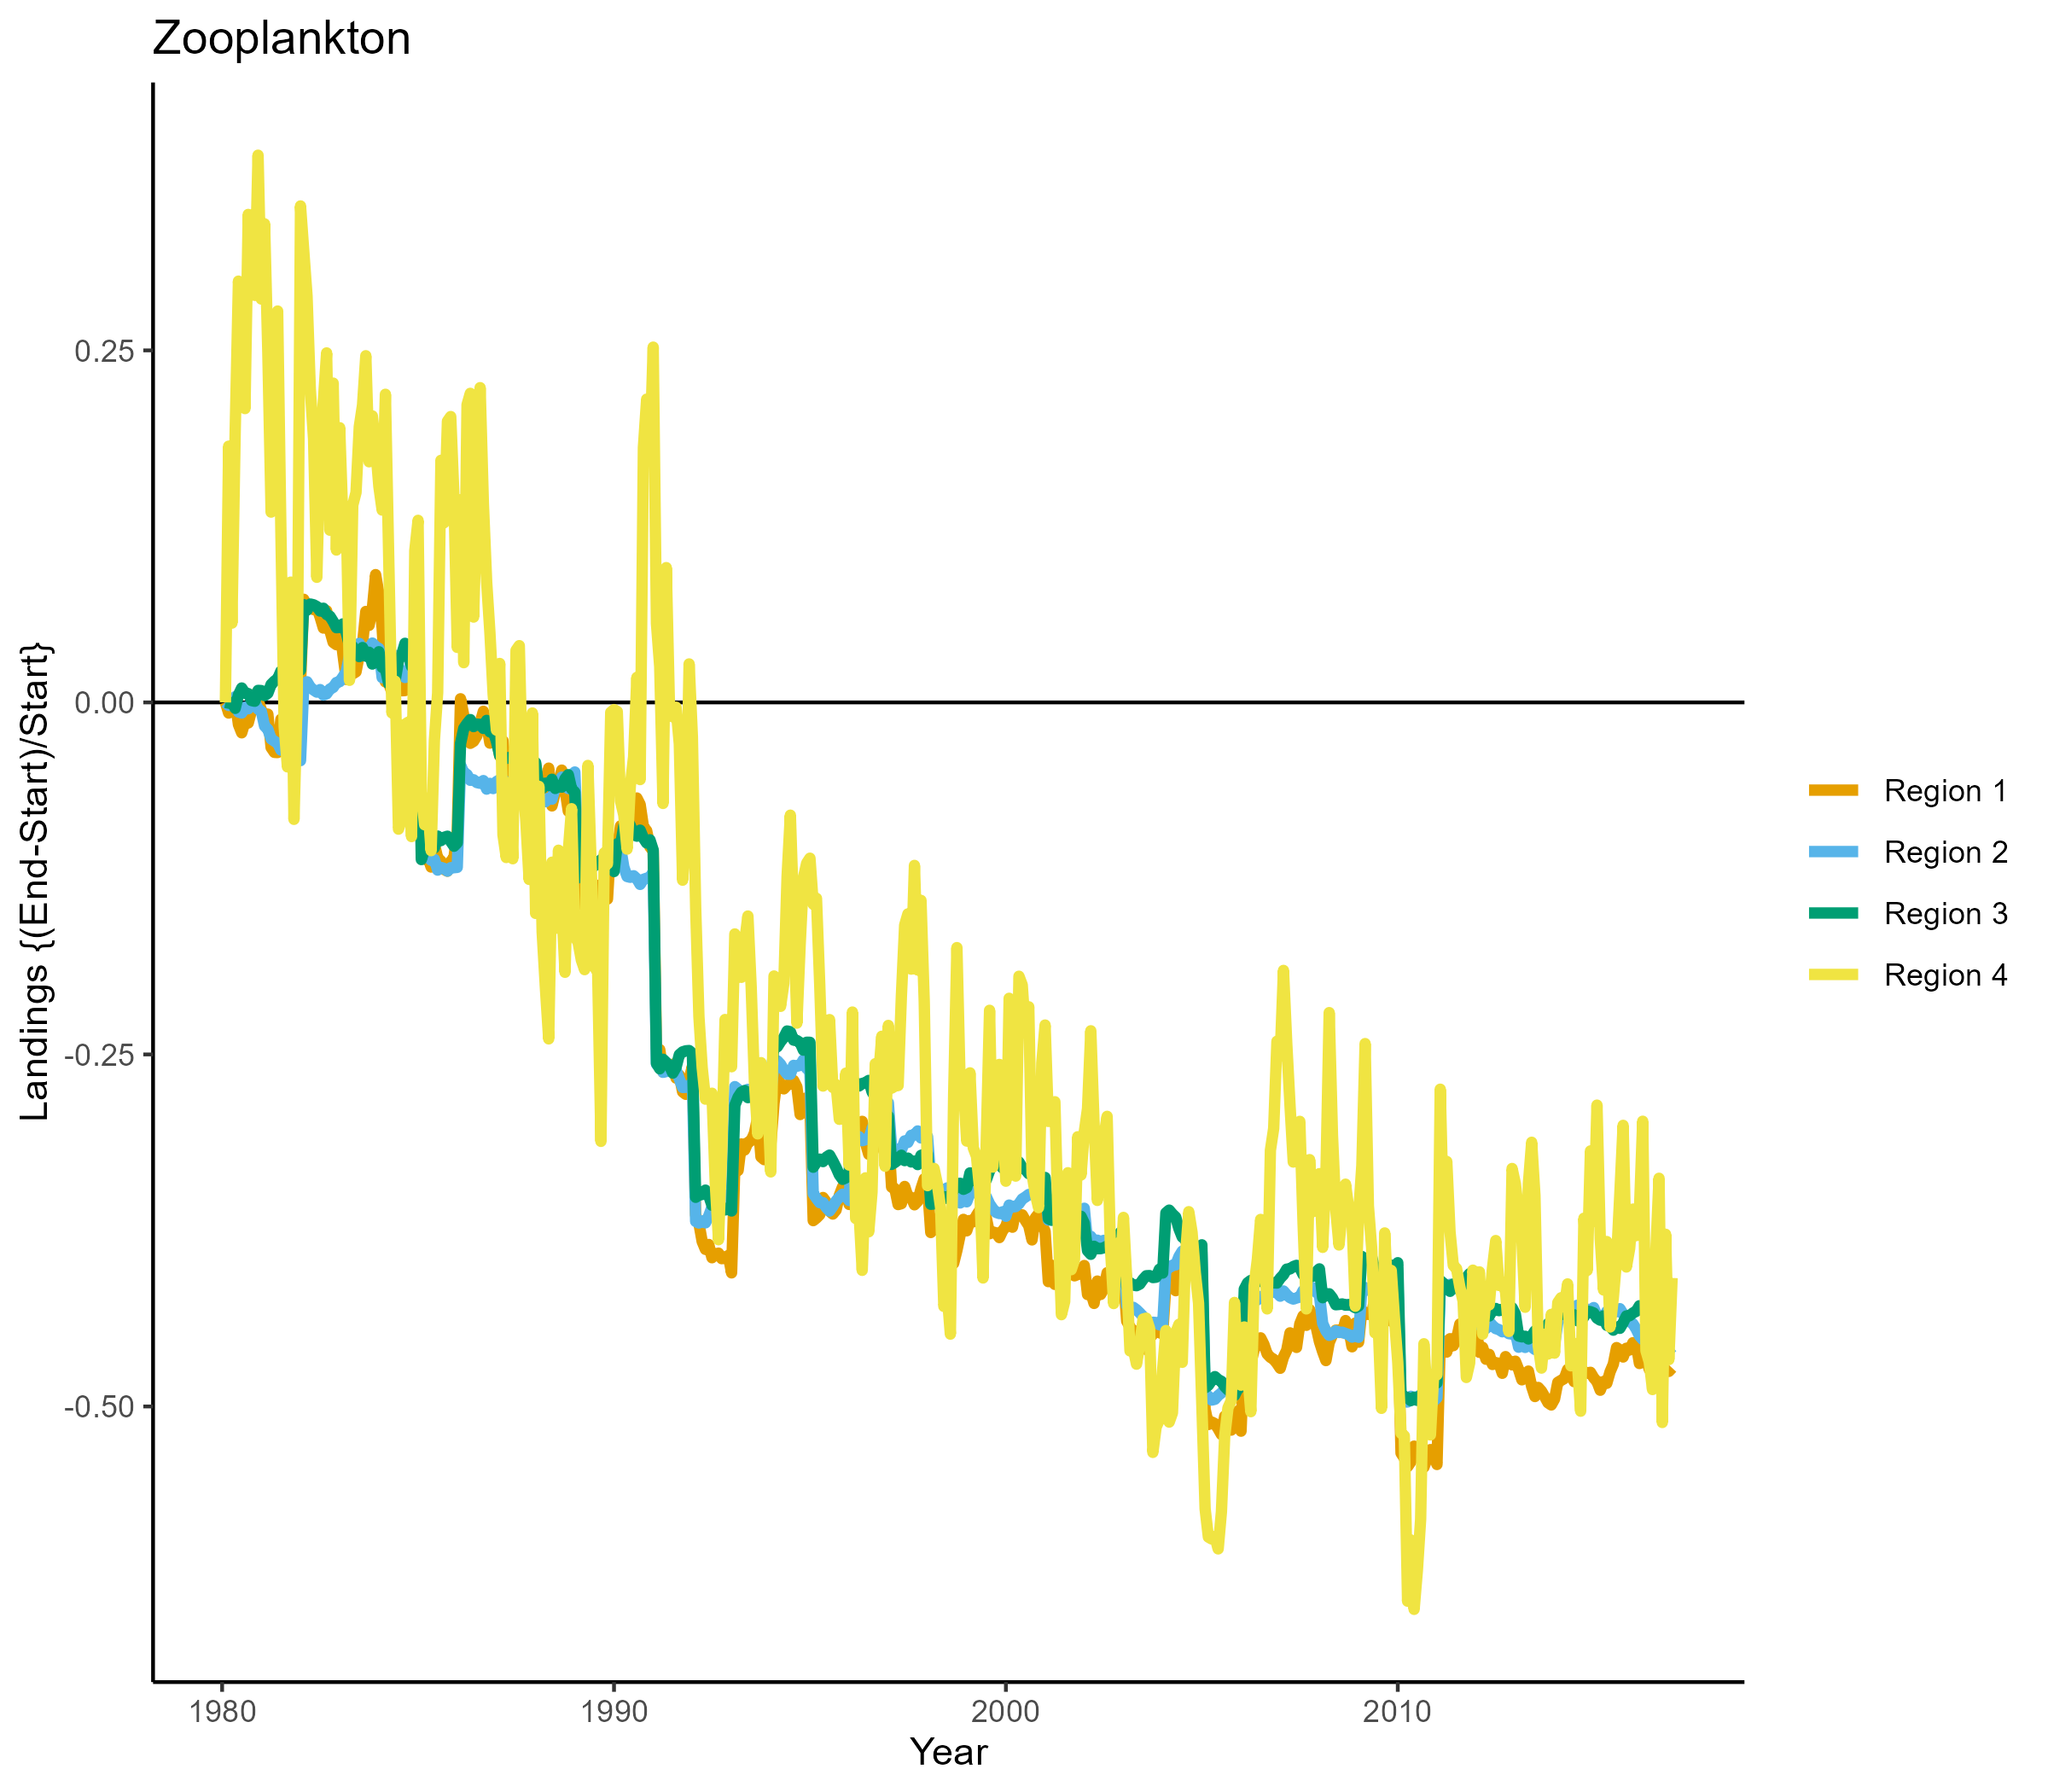 Zooplankton
Landings {(End-Start)/Start}
0.25
0.00
-0.25
-0.50
1980
1990
2000
2010
Year
Region 1
Region 2
Region 3
Region 4